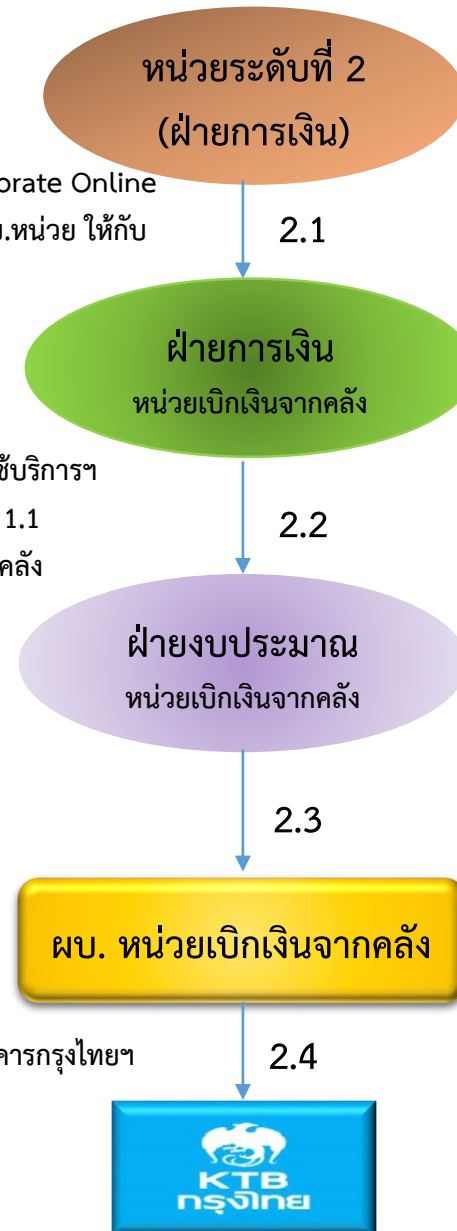 หน่วยระดับที่ 2
(ฝ่ายการเงิน)
orate Online
.หน่วย ให้กับ
2.1
ฝ่ายการเงิน
หน่วยเบิกเงินจากคลัง
ช้บริการฯ
1.1
คลัง
2.2
ฝ่ายงบประมาณ
หน่วยเบิกเงินจากคลัง
2.3
ผบ. หน่วยเบิกเงินจากคลัง
คารกรุงไทยฯ
2.4
KTB
กรุงไทย